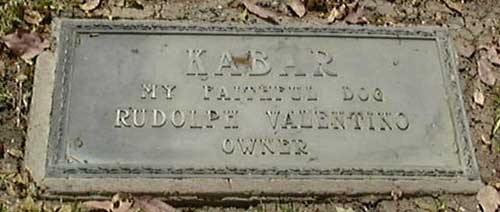 KABAR
MY FAITHFUL DOG
RUDOLPH VALENTINO
OWNER